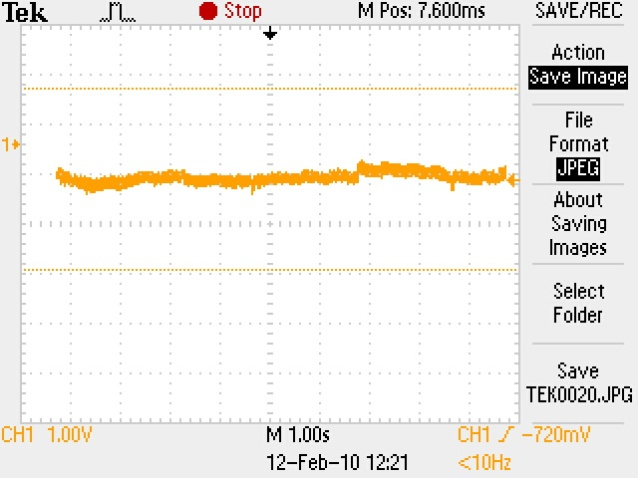 Tek Stop M Pos: 7.600ms SAVE/REC
Action
Save Image
File
Format
JPEG
About
Saving
Images
Select
Folder
Save
TEK0020.JPG
1
CH1 1.00V M 1.00s CH1 -720mV
12-Feb-10 12:21 <10Hz